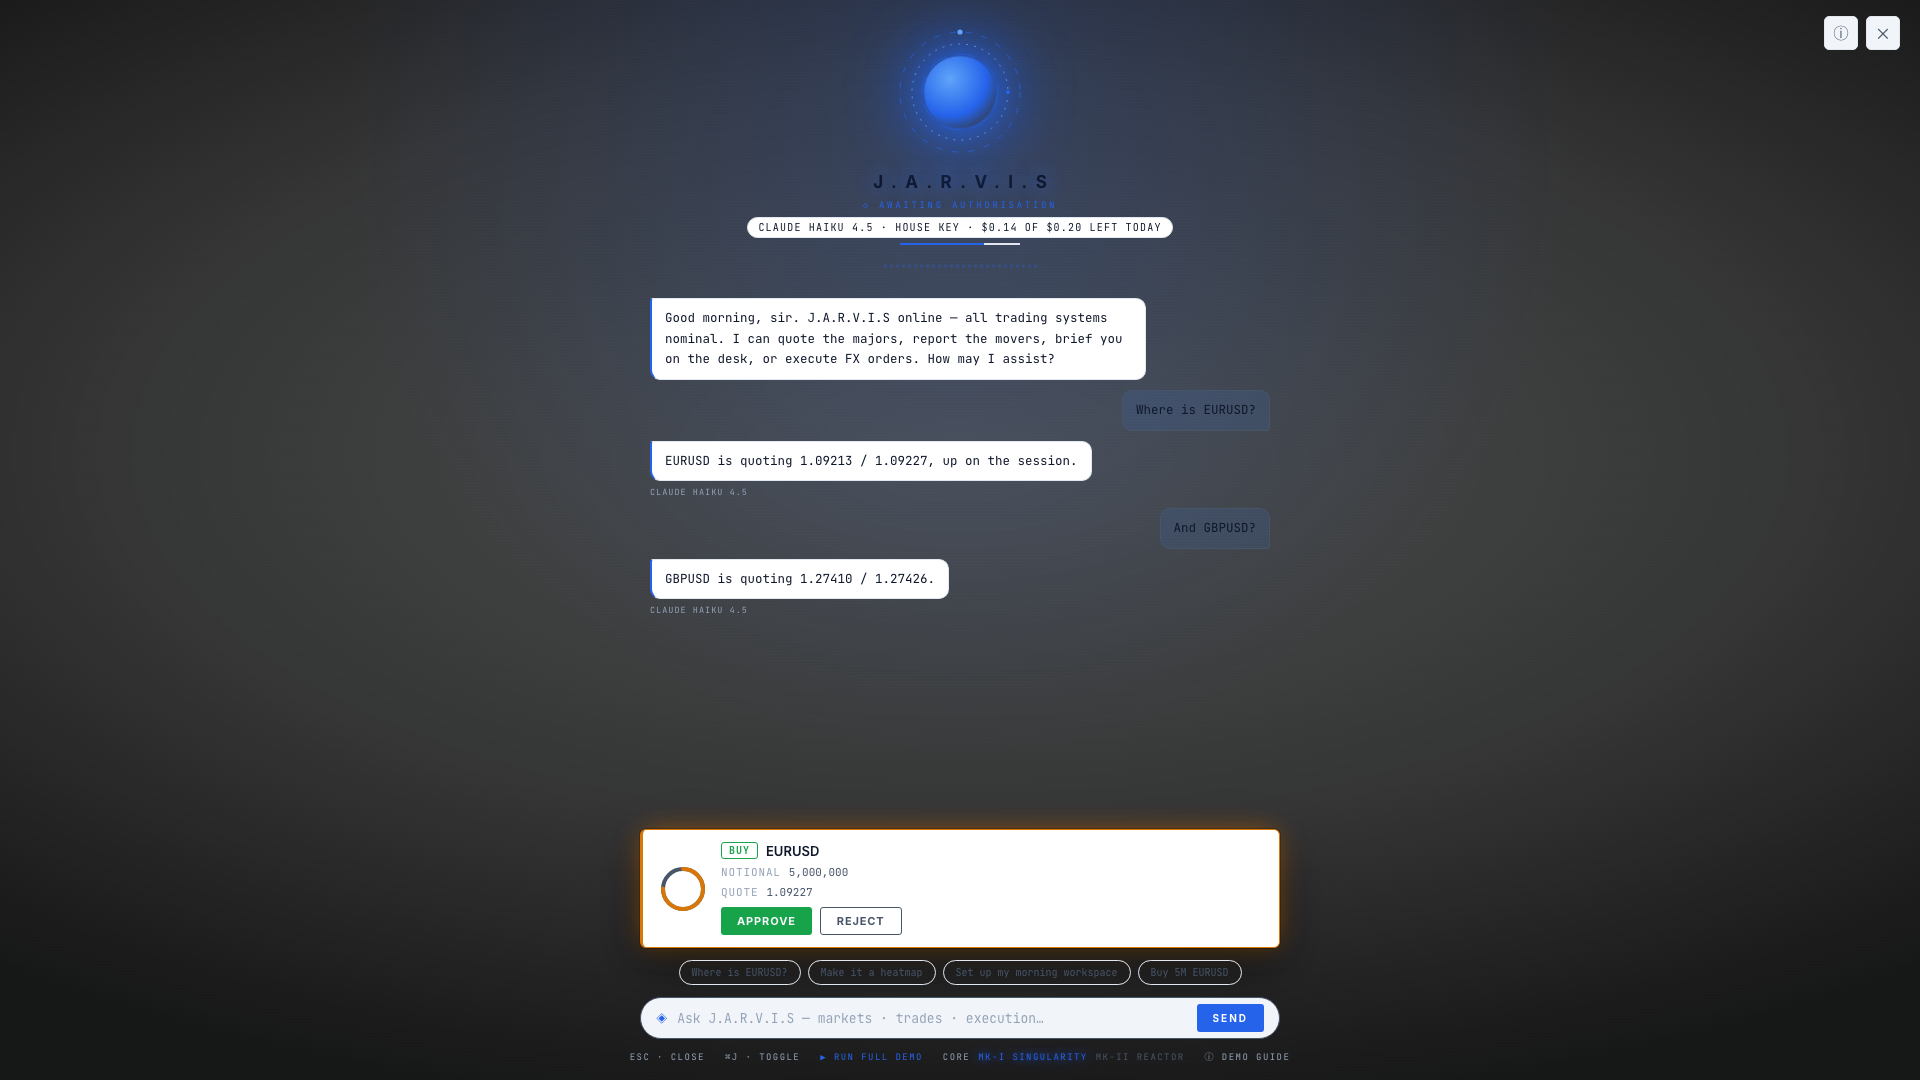 ⓘ ×
J.A.R.V.I.S
◇ AWAITING AUTHORISATION
CLAUDE HAIKU 4.5 · HOUSE KEY · $0.14 OF $0.20 LEFT TODAY
Good morning, sir. J.A.R.V.I.S online — all trading systems
nominal. I can quote the majors, report the movers, brief you
on the desk, or execute FX orders. How may I assist?
Where is EURUSD?
EURUSD is quoting 1.09213 / 1.09227, up on the session.
CLAUDE HAIKU 4.5
And GBPUSD?
GBPUSD is quoting 1.27410 / 1.27426.
CLAUDE HAIKU 4.5
BUY EURUSD
NOTIONAL 5,000,000
QUOTE 1.09227
APPROVE REJECT
Where is EURUSD? Make it a heatmap Set up my morning workspace Buy 5M EURUSD
◈ Ask J.A.R.V.I.S — markets · trades · execution… SEND
ESC · CLOSE ⌘J · TOGGLE ▶ RUN FULL DEMO CORE MK-I SINGULARITY MK-II REACTOR ⓘ DEMO GUIDE